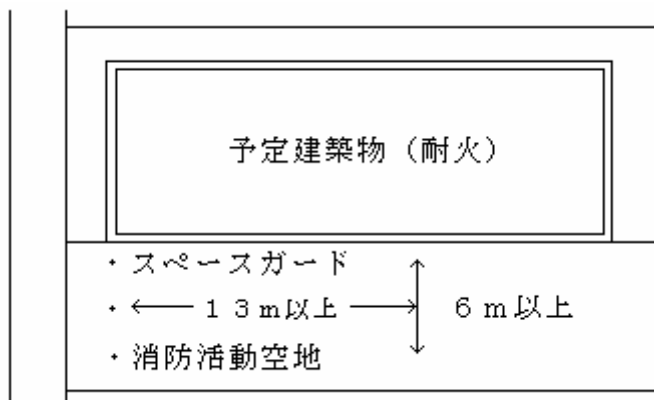 予定建築物（耐火）
・スペースガード
・←――１３ｍ以上――→
６ｍ以上
・消防活動空地